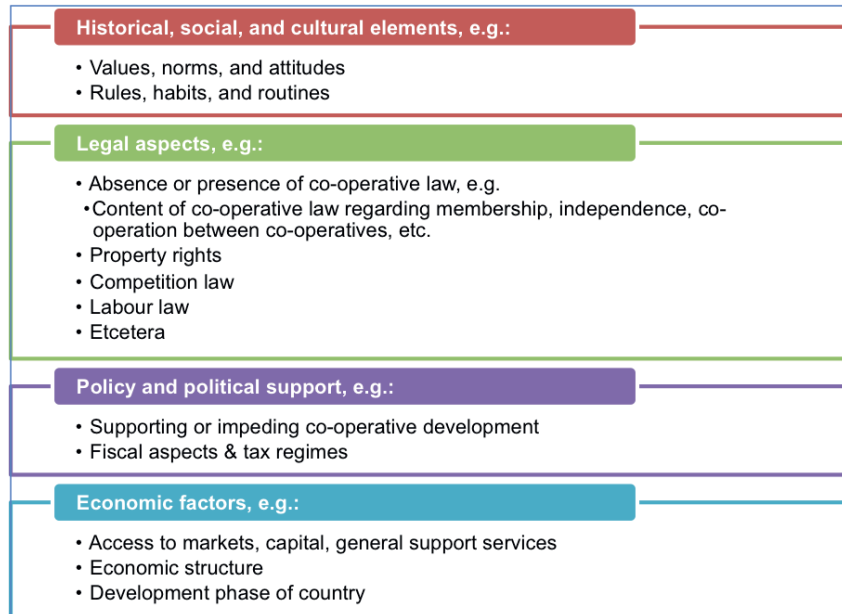 Historical, social, and cultural elements, e.g.:
• Values, norms, and attitudes
• Rules, habits, and routines
Legal aspects, e.g.:
• Absence or presence of co-operative law, e.g.
•Content of co-operative law regarding membership, independence, co-
operation between co-operatives, etc.
• Property rights
• Competition law
• Labour law
• Etcetera
Policy and political support, e.g.:
• Supporting or impeding co-operative development
• Fiscal aspects & tax regimes
Economic factors, e.g.:
• Access to markets, capital, general support services
• Economic structure
• Development phase of country